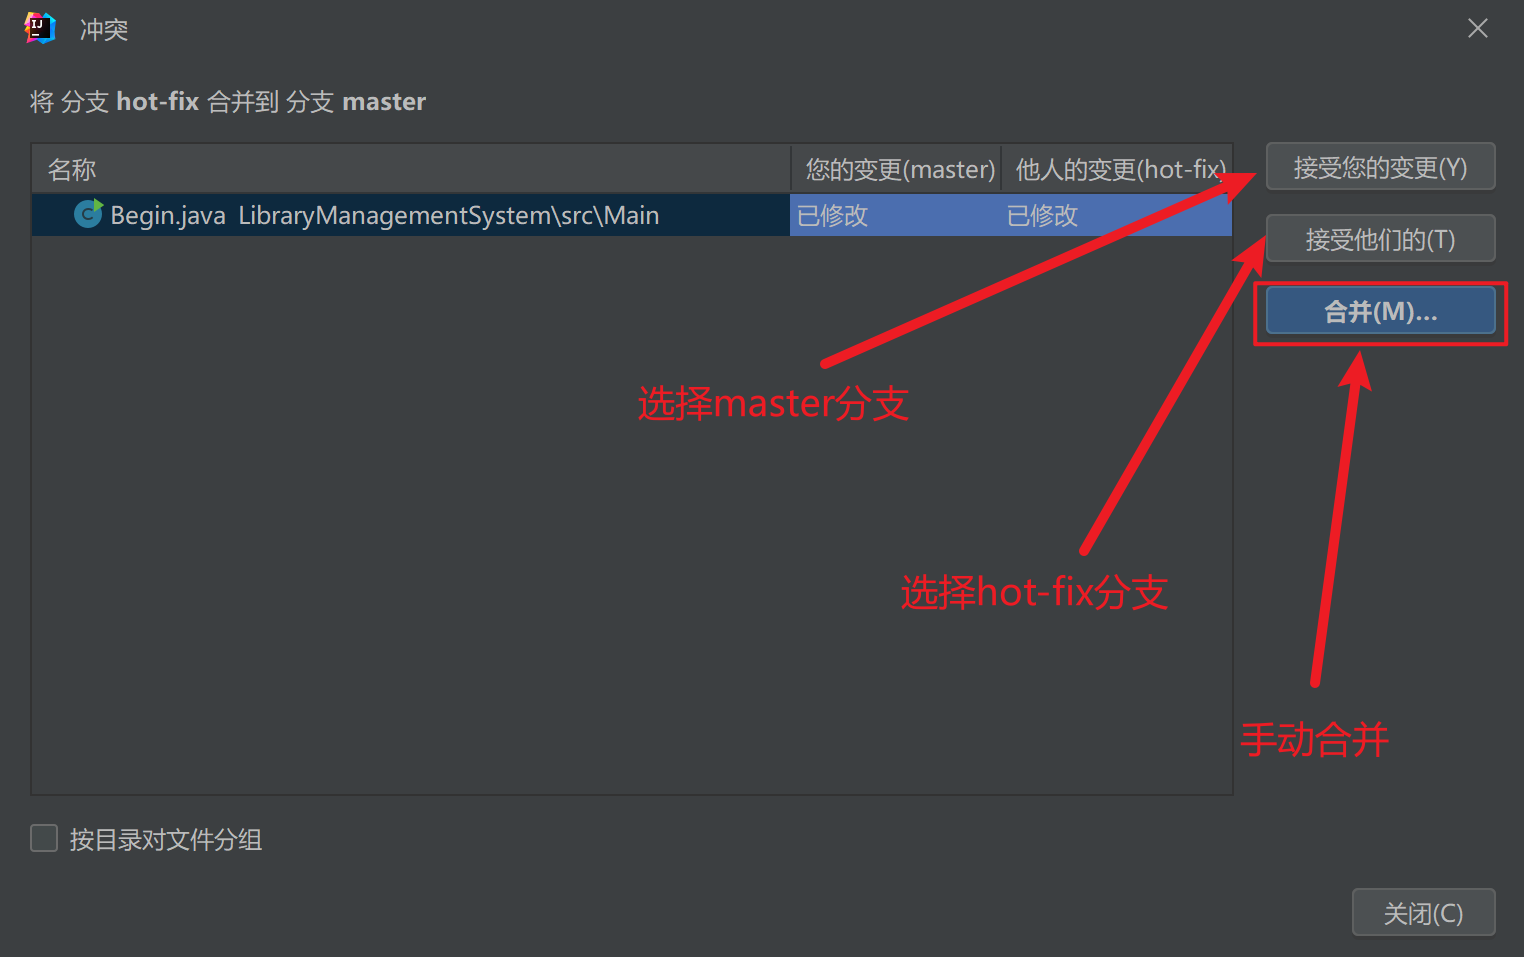 IJ
冲突
将 分支 hot-fix 合并到 分支 master
名称 您的变更(master) 他人的变更(hot-fix)
Begin.java LibraryManagementSystem\src\Main 已修改 已修改
接受您的变更(Y)
接受他们的(T)
合并(M)...
选择master分支
选择hot-fix分支
手动合并
按目录对文件分组
关闭(C)